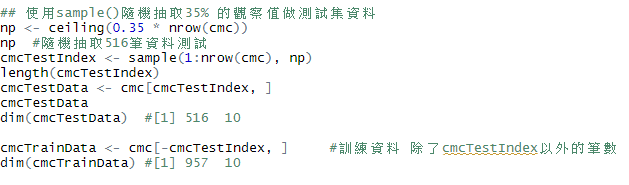 ## 使用sample()隨機抽取35% 的觀察值做測試集資料
np <- ceiling(0.35 * nrow(cmc))
np  #隨機抽取516筆資料測試
cmcTestIndex <- sample(1:nrow(cmc), np)
length(cmcTestIndex)
cmcTestData <- cmc[cmcTestIndex, ]
cmcTestData
dim(cmcTestData)  #[1] 516  10
cmcTrainData <- cmc[-cmcTestIndex, ]     #訓練資料 除了cmcTestIndex以外的筆數
dim(cmcTrainData) #[1] 957  10